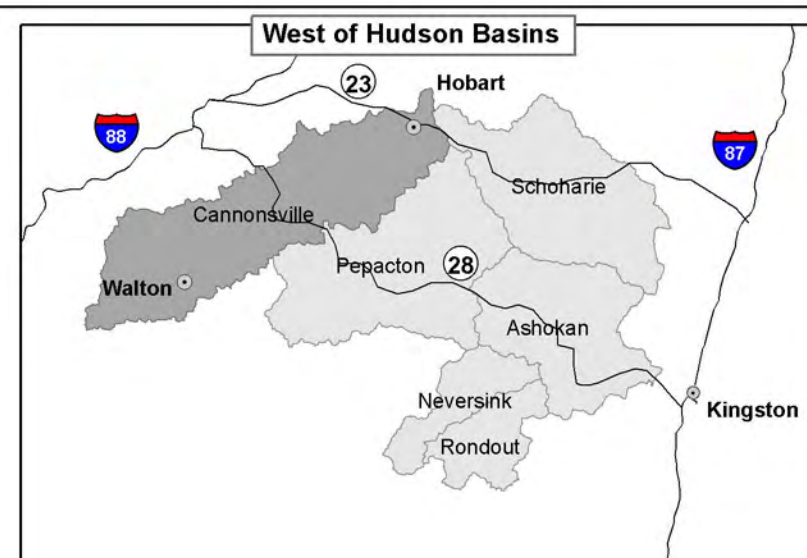 West of Hudson Basins
23
Hobart
88
87
Schoharie
Cannonsville
Pepacton
28
Walton
Ashokan
Neversink
Kingston
Rondout